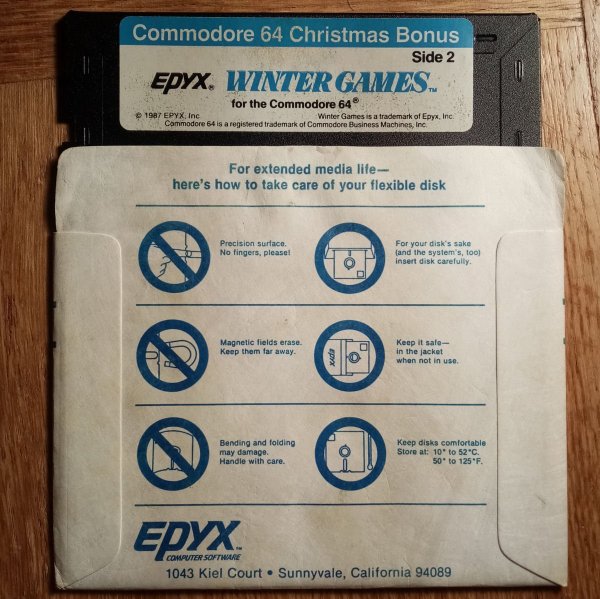 Commodore 64 Christmas Bonus
Side 2
EPYX® WINTER GAMES™
for the Commodore 64®
© 1987 EPYX, Inc. Winter Games is a trademark of Epyx, Inc.
Commodore 64 is a registered trademark of Commodore Business Machines, Inc.
For extended media life—
here's how to take care of your flexible disk
Precision surface.
No fingers, please!
For your disk's sake
(and the system's, too)
insert disk carefully.
Magnetic fields erase.
Keep them far away.
EPYX
Keep it safe—
in the jacket
when not in use.
Bending and folding
may damage.
Handle with care.
Keep disks comfortable
Store at: 10° to 52°C.
50° to 125°F.
EPYX™
COMPUTER SOFTWARE
1043 Kiel Court • Sunnyvale, California 94089